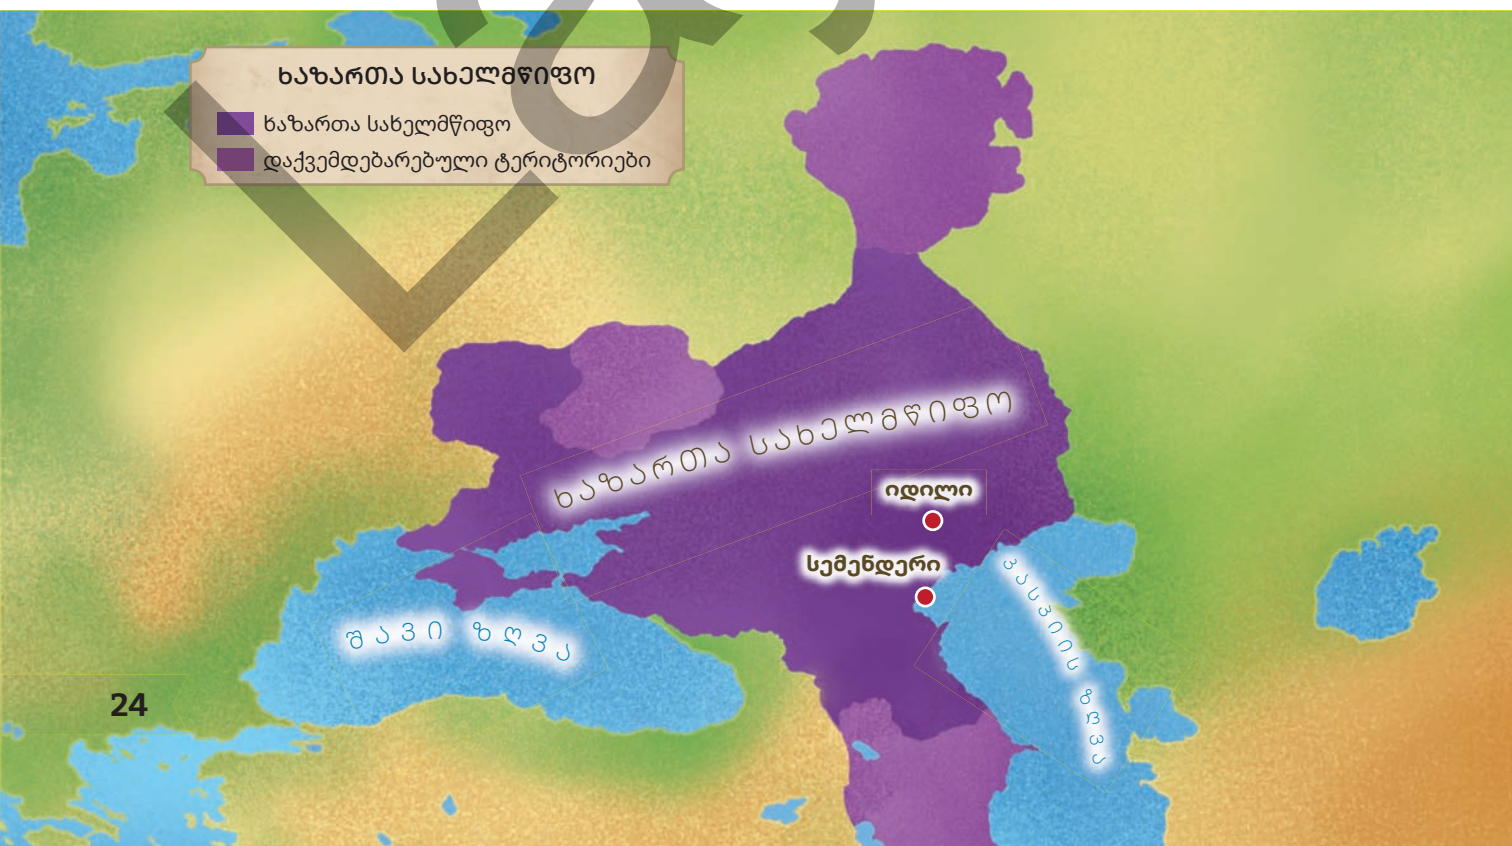 ხაზართა სახელმწიფო
ხაზართა სახელმწიფო
დაქვემდებარებული ტერიტორიები
ხაზართა სახელმწიფო
იდილი
სემენდერი
შავი ზღვა
კასპიის ზღვა
24